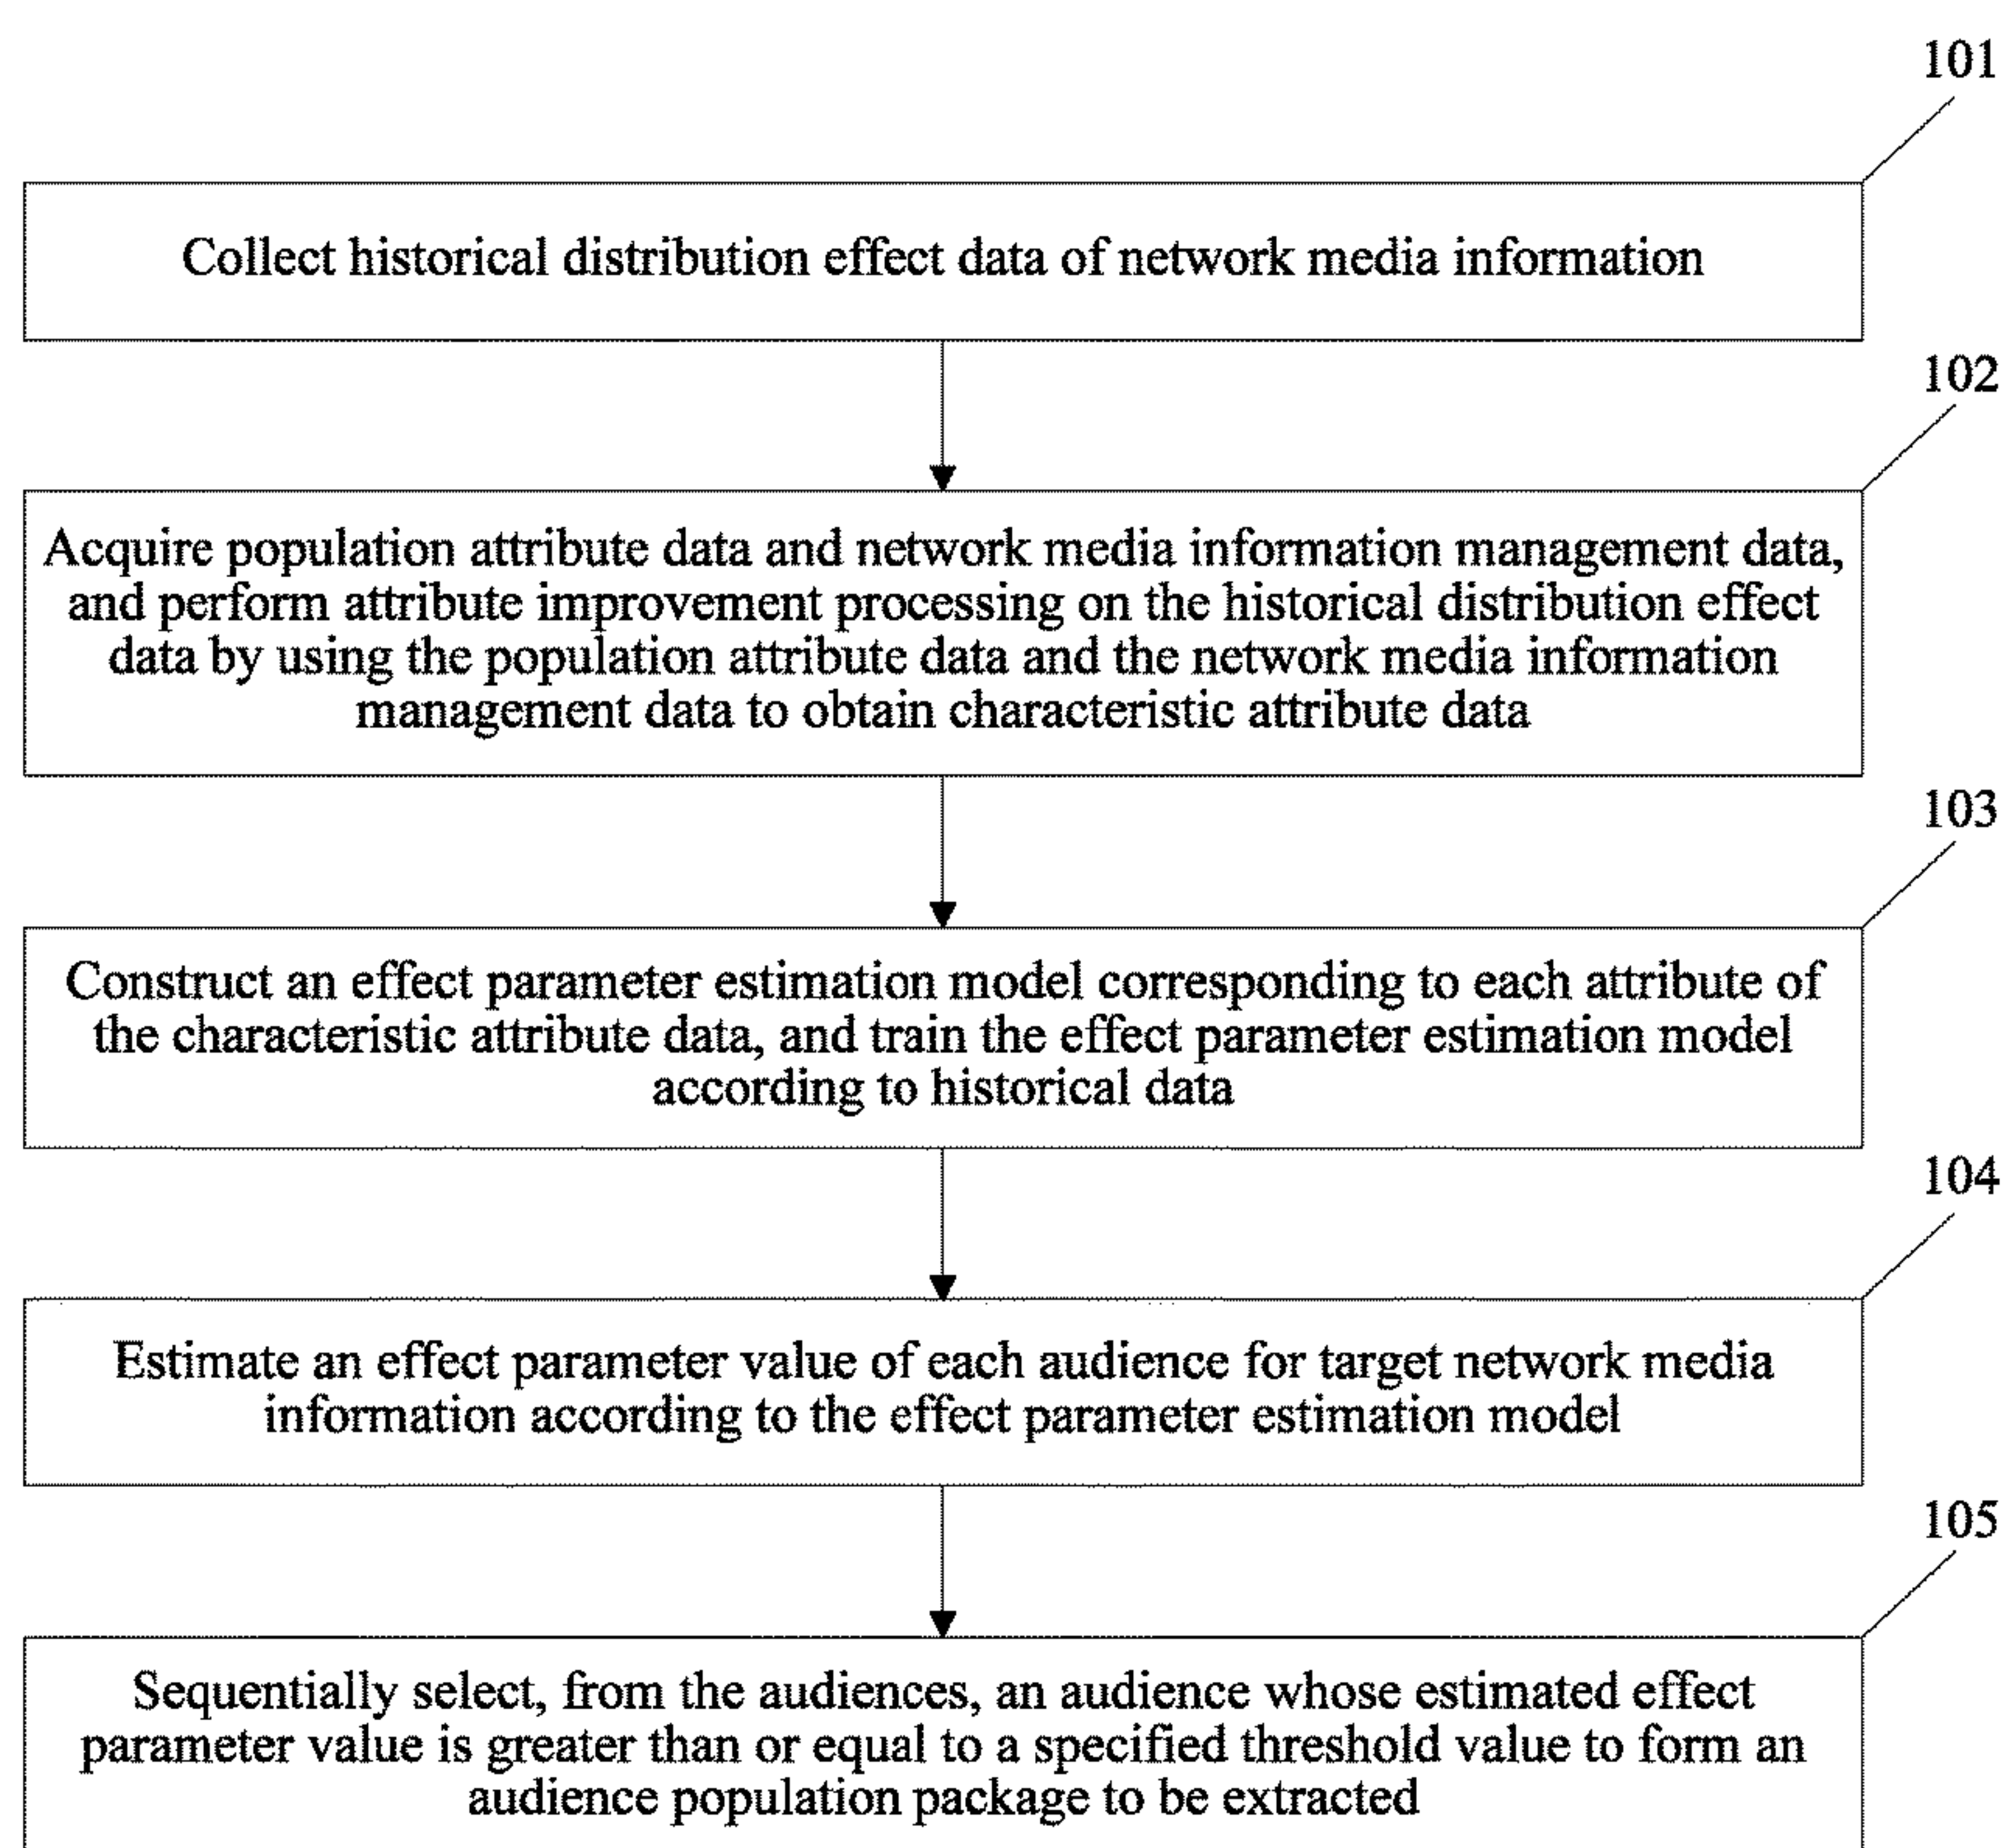 101
Collect historical distribution effect data of network media information
102
Acquire population attribute data and network media information management data,
and perform attribute improvement processing on the historical distribution effect
data by using the population attribute data and the network media information
management data to obtain characteristic attribute data
103
Construct an effect parameter estimation model corresponding to each attribute of
the characteristic attribute data, and train the effect parameter estimation model
according to historical data
104
Estimate an effect parameter value of each audience for target network media
information according to the effect parameter estimation model
105
Sequentially select, from the audiences, an audience whose estimated effect
parameter value is greater than or equal to a specified threshold value to form an
audience population package to be extracted